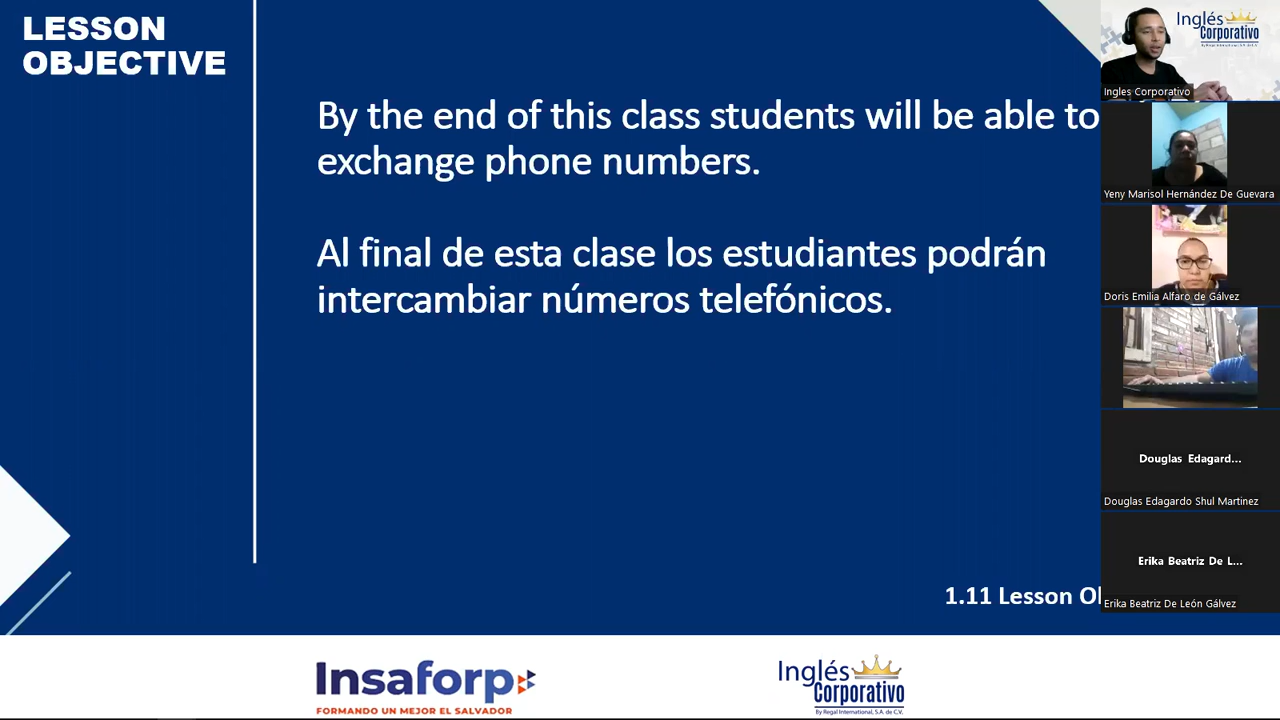 LESSON
OBJECTIVE
By the end of this class students will be able to
exchange phone numbers.
Al final de esta clase los estudiantes podrán
intercambiar números telefónicos.
1.11 Lesson
Insaforp
FORMANDO UN MEJOR EL SALVADOR
Inglés
Corporativo
By Regal International, S.A. de C.V.
Inglés
Corporativo
Ingles Corporativo
Yeny Marisol Hernández De Guevara
Doris Emilia Alfaro de Gálvez
Douglas Edagard...
Douglas Edagardo Shul Martinez
Erika Beatriz De L...
Erika Beatriz De León Gálvez